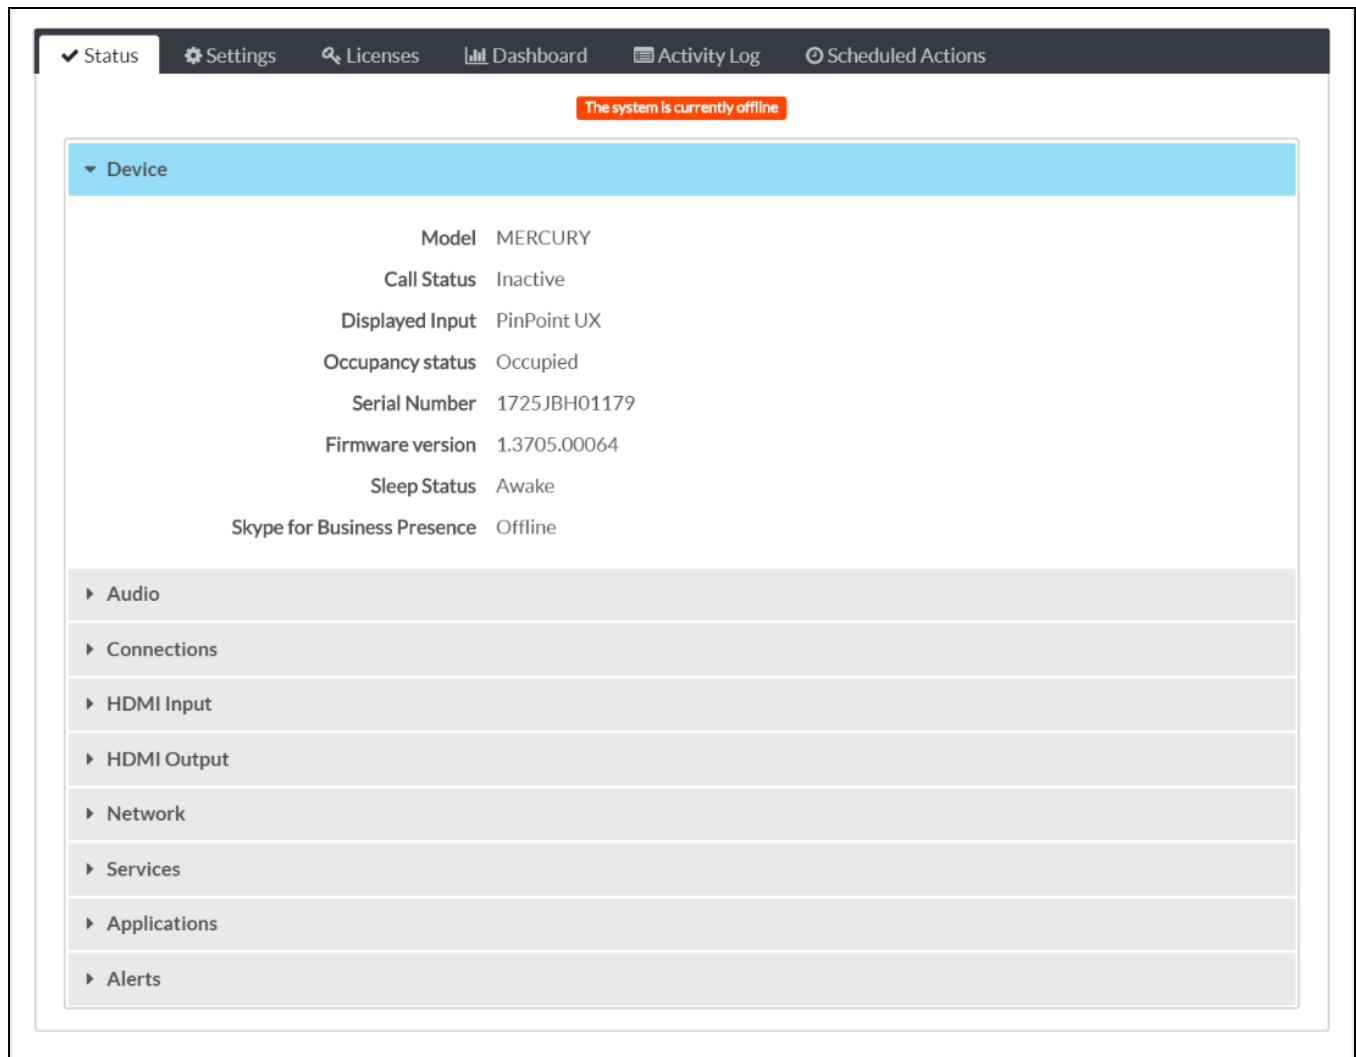 Status Settings Licenses Dashboard Activity Log Scheduled Actions
The system is currently offline
Device
Model MERCURY
Call Status Inactive
Displayed Input PinPoint UX
Occupancy status Occupied
Serial Number 1725JBH01179
Firmware version 1.3705.00064
Sleep Status Awake
Skype for Business Presence Offline
Audio
Connections
HDMI Input
HDMI Output
Network
Services
Applications
Alerts